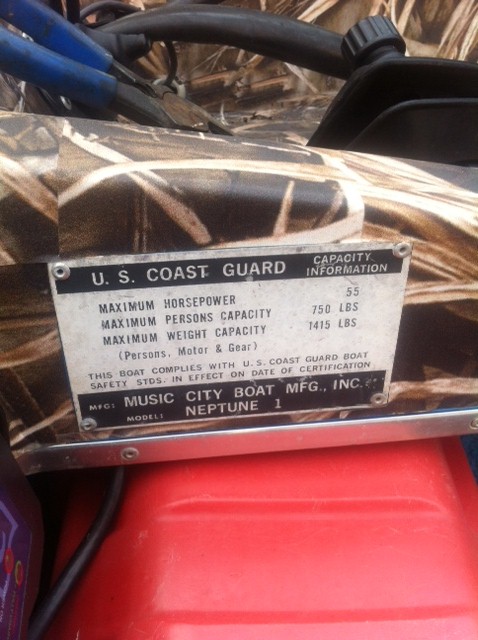 U. S. COAST GUARD CAPACITY INFORMATION
MAXIMUM HORSEPOWER 55
MAXIMUM PERSONS CAPACITY 750 LBS
MAXIMUM WEIGHT CAPACITY 1415 LBS
(Persons, Motor & Gear)
THIS BOAT COMPLIES WITH U.S. COAST GUARD BOAT
SAFETY STDS. IN EFFECT ON DATE OF CERTIFICATION
MFG: MUSIC CITY BOAT MFG., INC.
MODEL: NEPTUNE 1